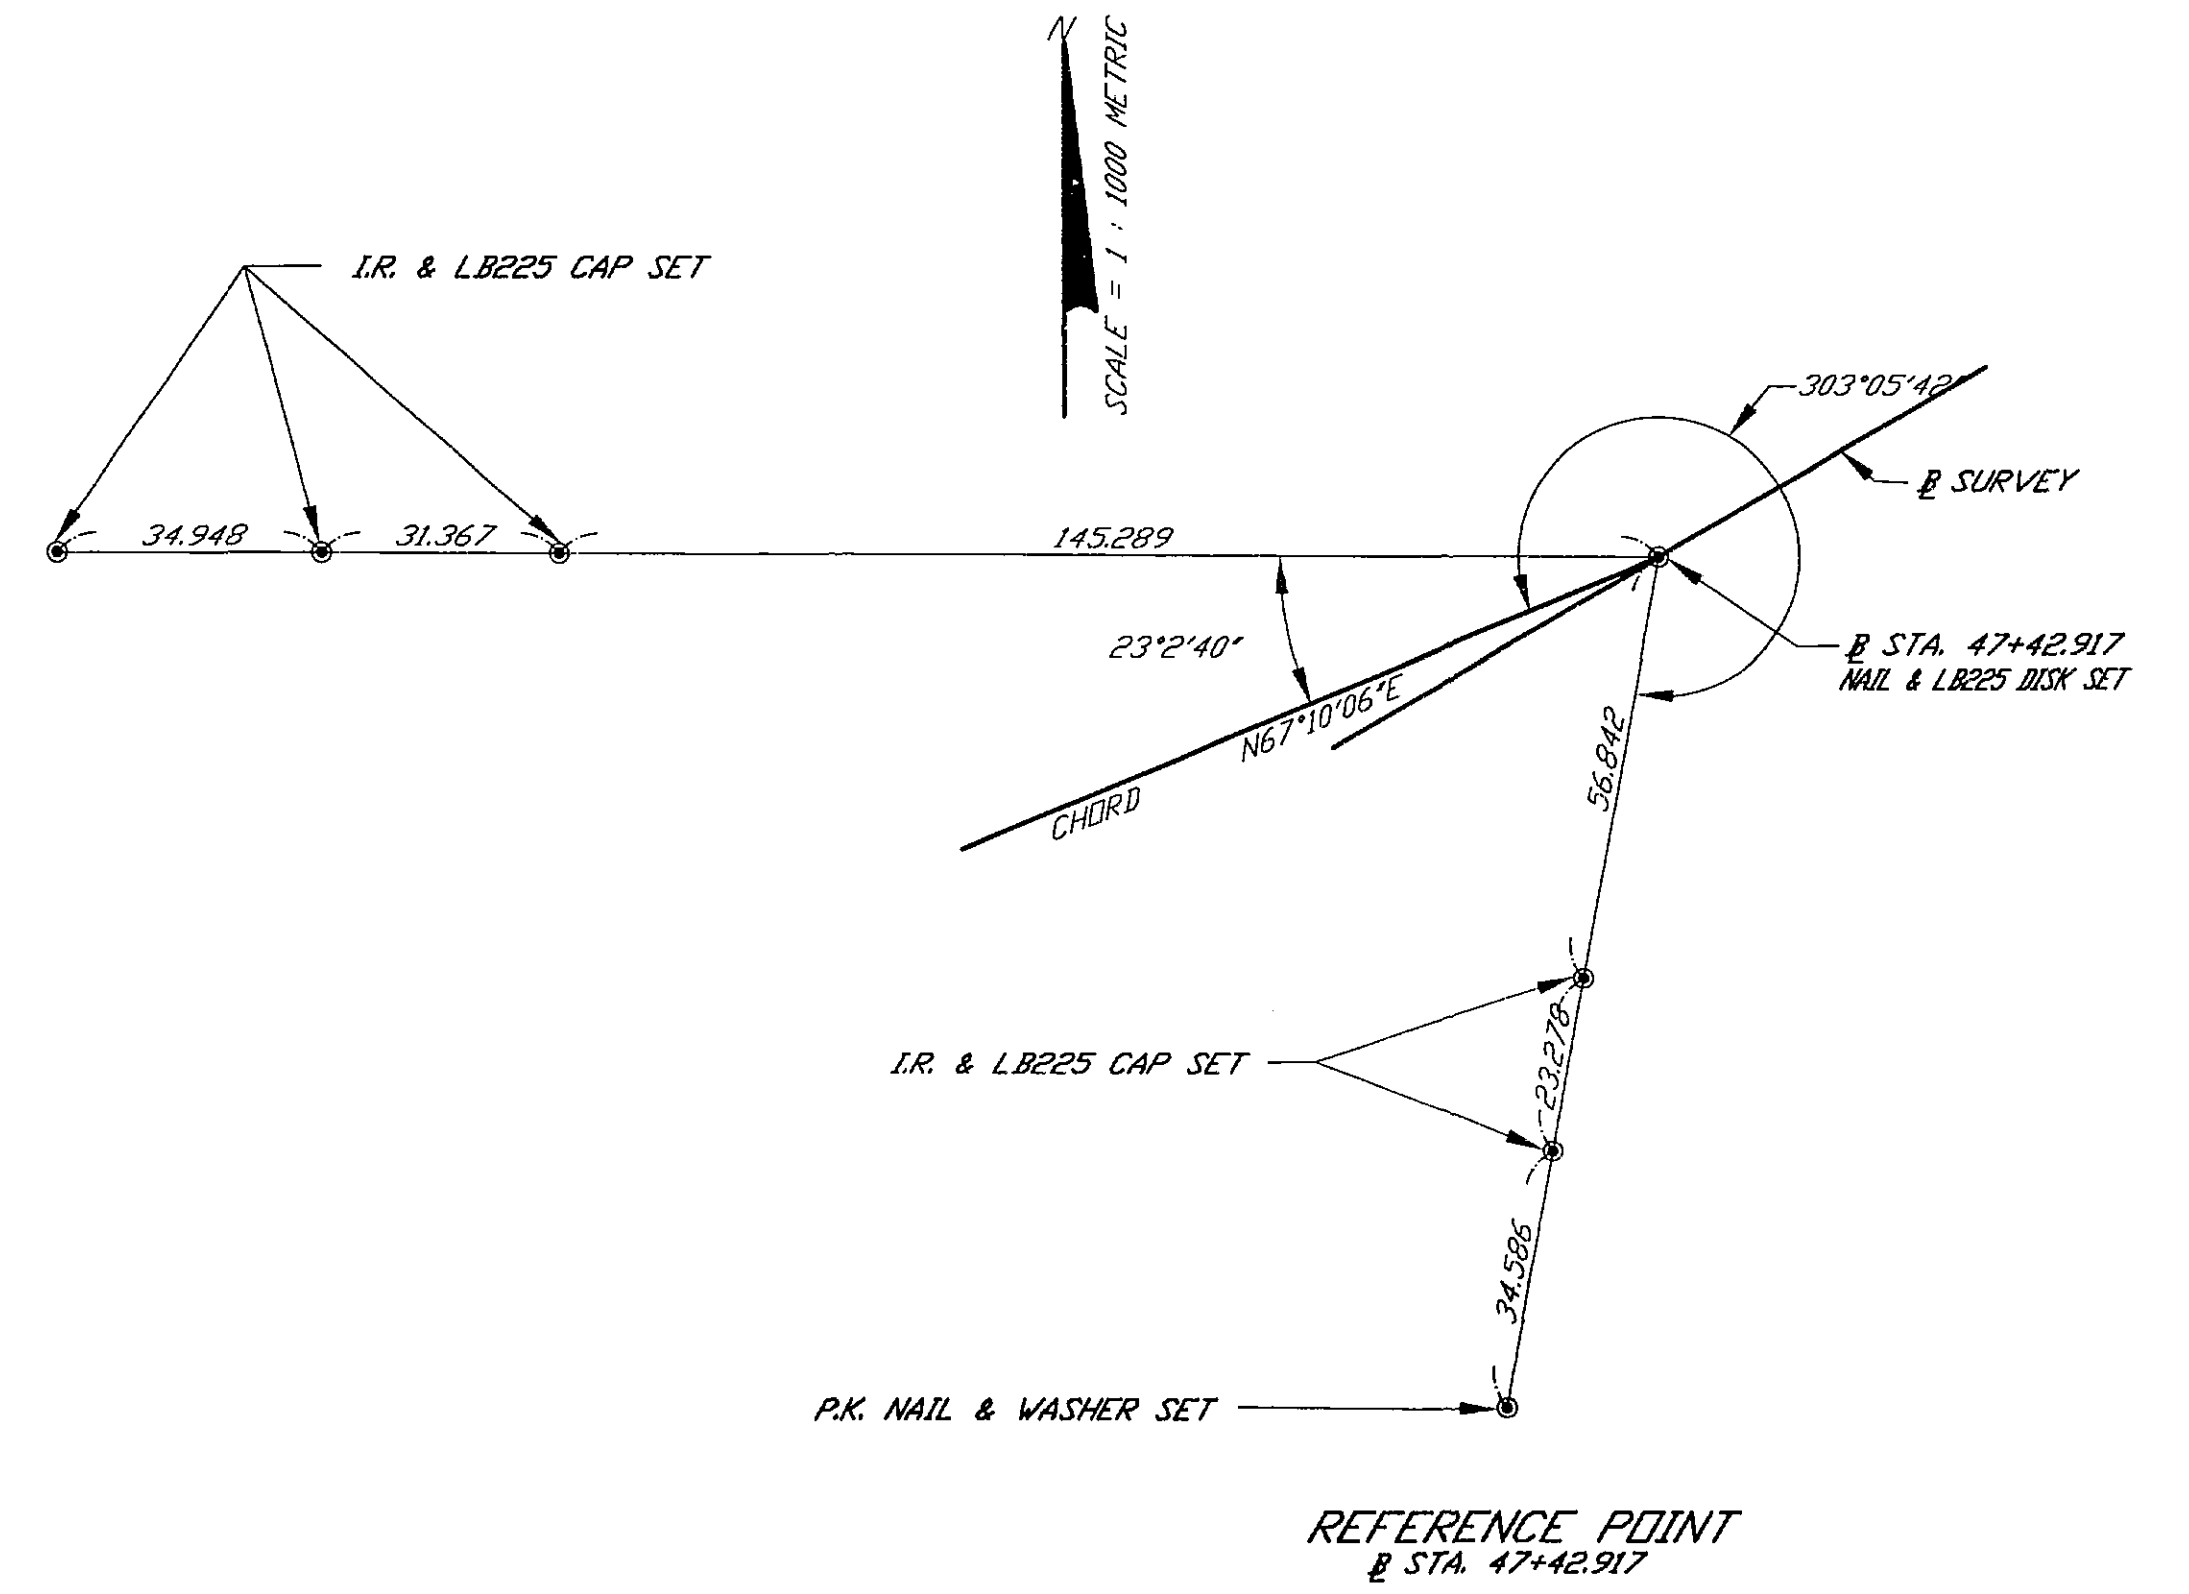 N
SCALE = 1 : 1000 METRIC
I.R. & LB225 CAP SET
303°05'42
34.948
31.367
145.289
℄ SURVEY
23°2'40"
℄ STA. 47+42.917
NAIL & LB225 DISK SET
N67°10'06"E
CHORD
56.842
23.278
I.R. & LB225 CAP SET
34.586
P.K. NAIL & WASHER SET
REFERENCE POINT
℄ STA. 47+42.917